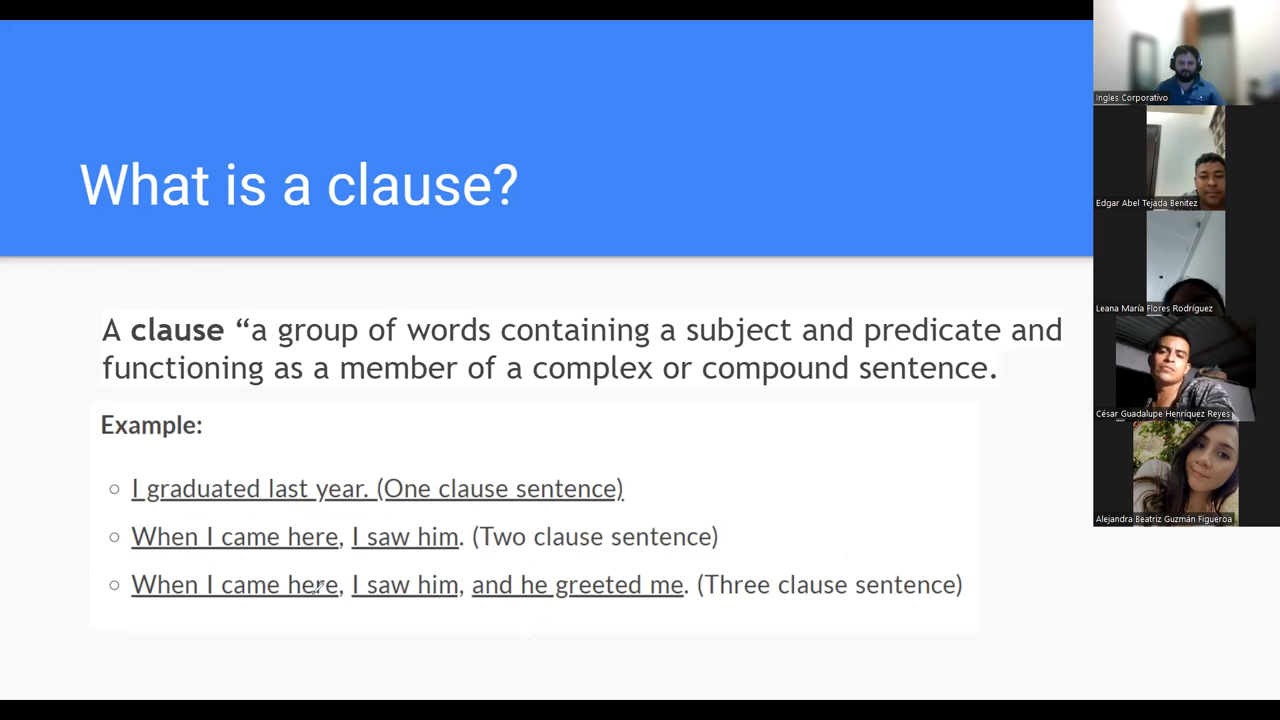 What is a clause?
A clause “a group of words containing a subject and predicate and
functioning as a member of a complex or compound sentence.
Example:
○ I graduated last year. (One clause sentence)
○ When I came here, I saw him. (Two clause sentence)
○ When I came here, I saw him, and he greeted me. (Three clause sentence)
Ingles Corporativo
Edgar Abel Tejada Benitez
Leana María Flores Rodríguez
César Guadalupe Henríquez Reyes
Alejandra Beatriz Guzmán Figueroa